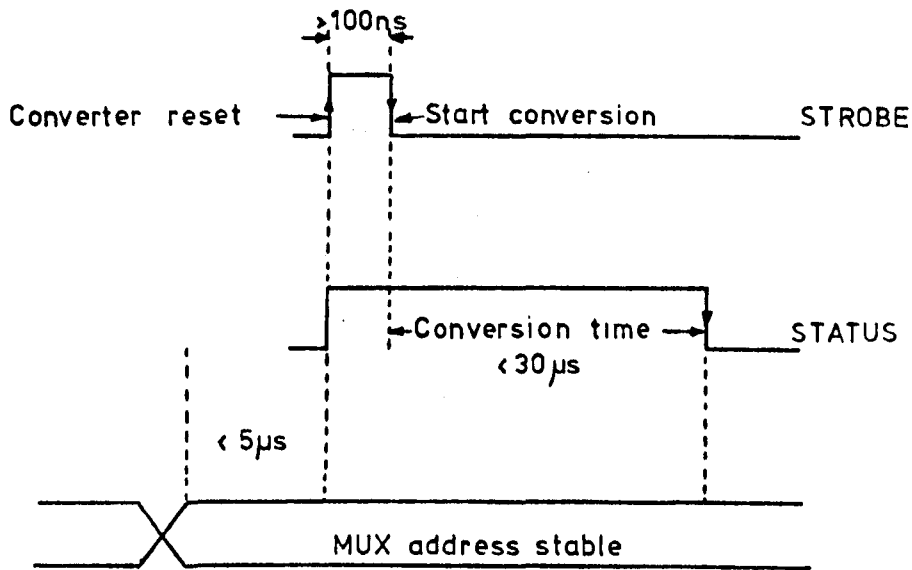 >100ns
Converter reset
Start conversion
STROBE
Conversion time
<30µs
STATUS
< 5µs
MUX address stable